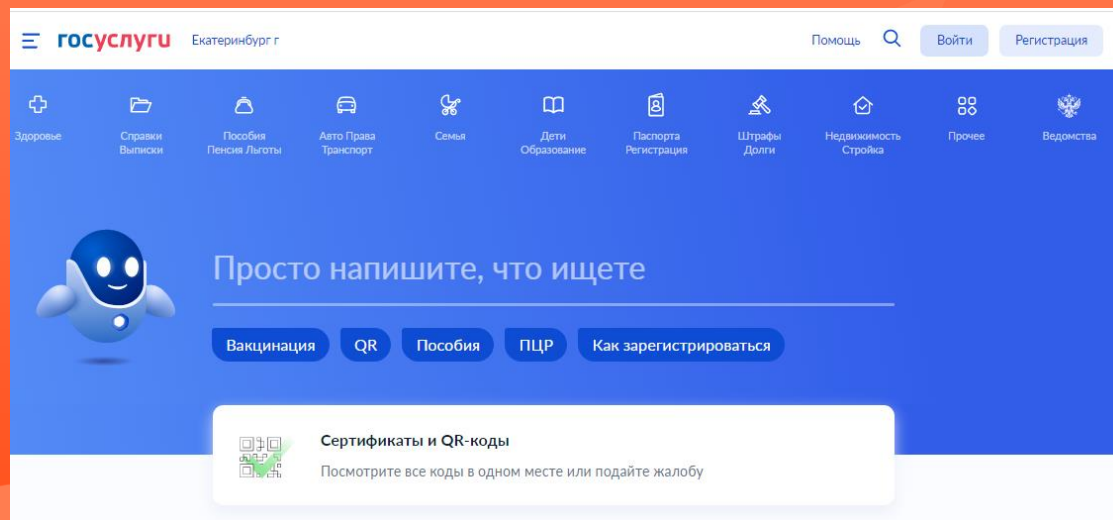 госуслуги Екатеринбург г Помощь Войти Регистрация
Здоровье
Справки
Выписки
Пособия
Пенсия Льготы
Авто Права
Транспорт
Семья
Дети
Образование
Паспорта
Регистрация
Штрафы
Долги
Недвижимость
Стройка
Прочее
Ведомства
Просто напишите, что ищете
Вакцинация QR Пособия ПЦР Как зарегистрироваться
Сертификаты и QR-коды
Посмотрите все коды в одном месте или подайте жалобу